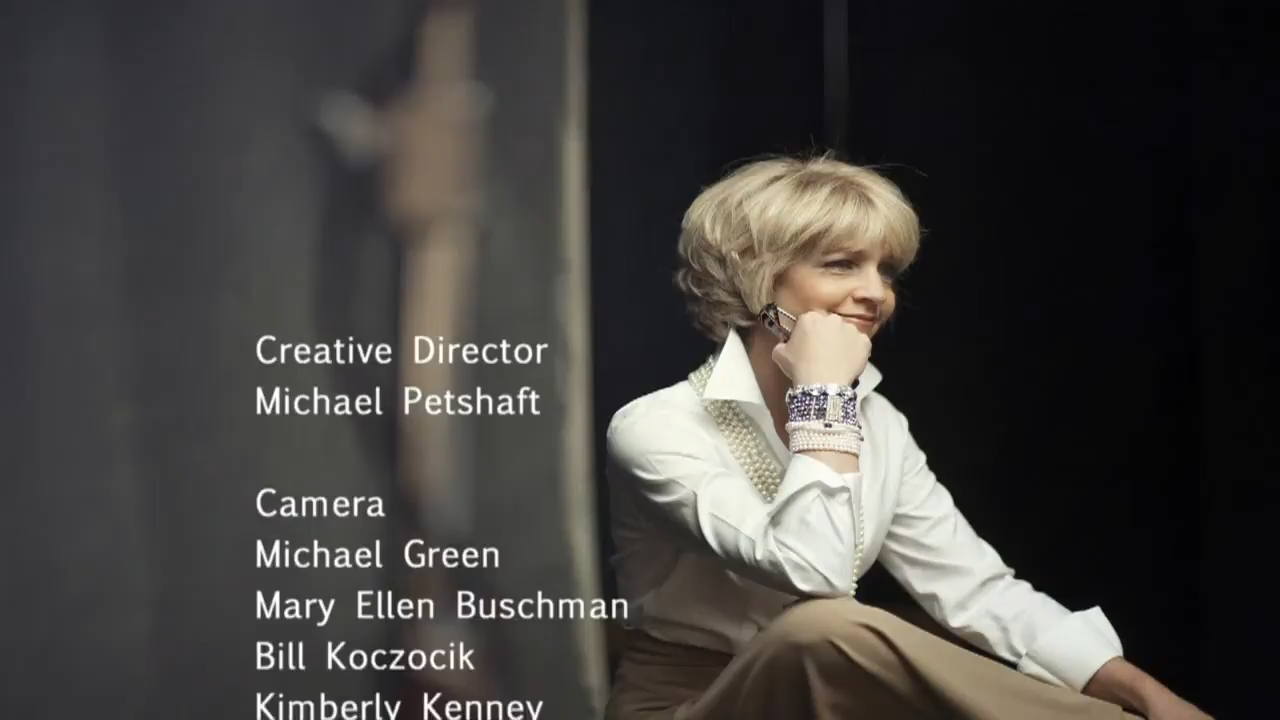 Creative Director
Michael Petshaft
Camera
Michael Green
Mary Ellen Buschman
Bill Koczocik
Kimberly Kenney